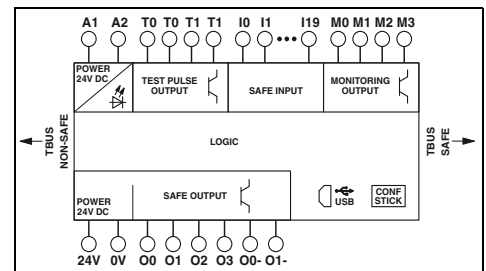 A1 A2 T0 T0 T1 T1 I0 I1 ••• I19 M0 M1 M2 M3
POWER
24V DC
TEST PULSE
OUTPUT
SAFE INPUT
MONITORING
OUTPUT
TBUS
NON-SAFE
LOGIC
TBUS
SAFE
POWER
24V DC
SAFE OUTPUT
USB
CONF
STICK
24V 0V O0 O1 O2 O3 O0- O1-